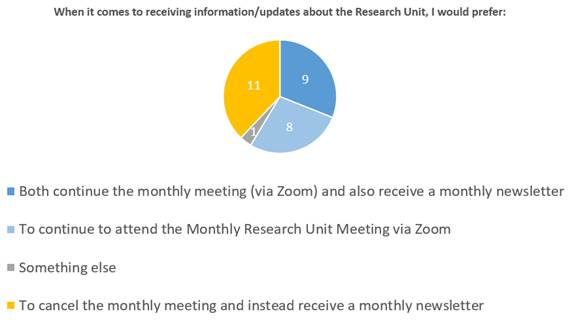 When it comes to receiving information/updates about the Research Unit, I would prefer:
11
9
8
1
Both continue the monthly meeting (via Zoom) and also receive a monthly newsletter
To continue to attend the Monthly Research Unit Meeting via Zoom
Something else
To cancel the monthly meeting and instead receive a monthly newsletter